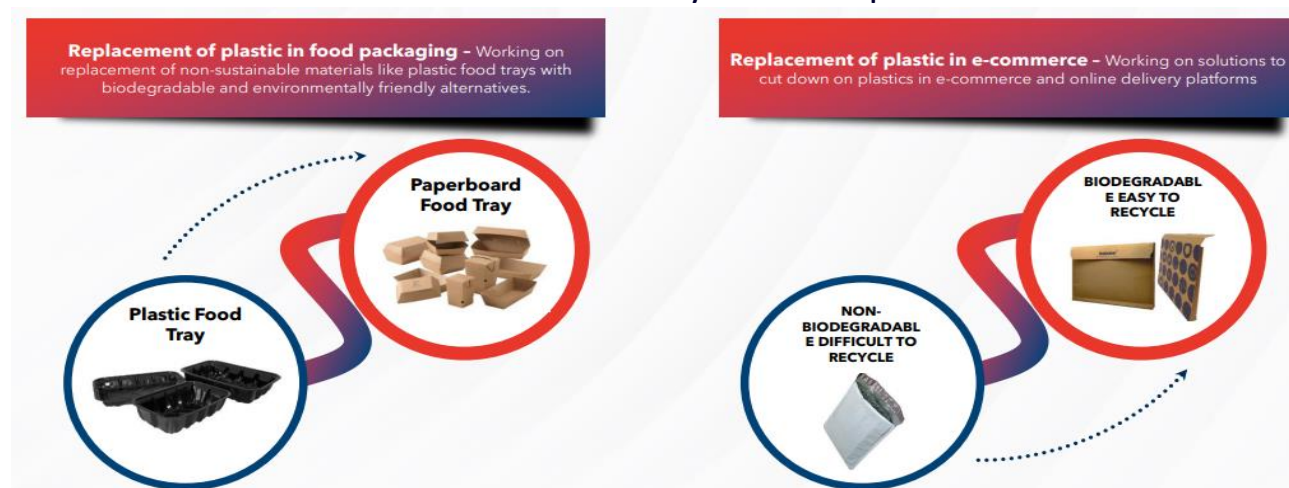 Replacement of plastic in food packaging – Working on
replacement of non-sustainable materials like plastic food trays with
biodegradable and environmentally friendly alternatives.
Paperboard
Food Tray
Plastic Food
Tray
Replacement of plastic in e-commerce – Working on solutions to
cut down on plastics in e-commerce and online delivery platforms
BIODEGRADABL
E EASY TO
RECYCLE
NON-
BIODEGRADABL
E DIFFICULT TO
RECYCLE